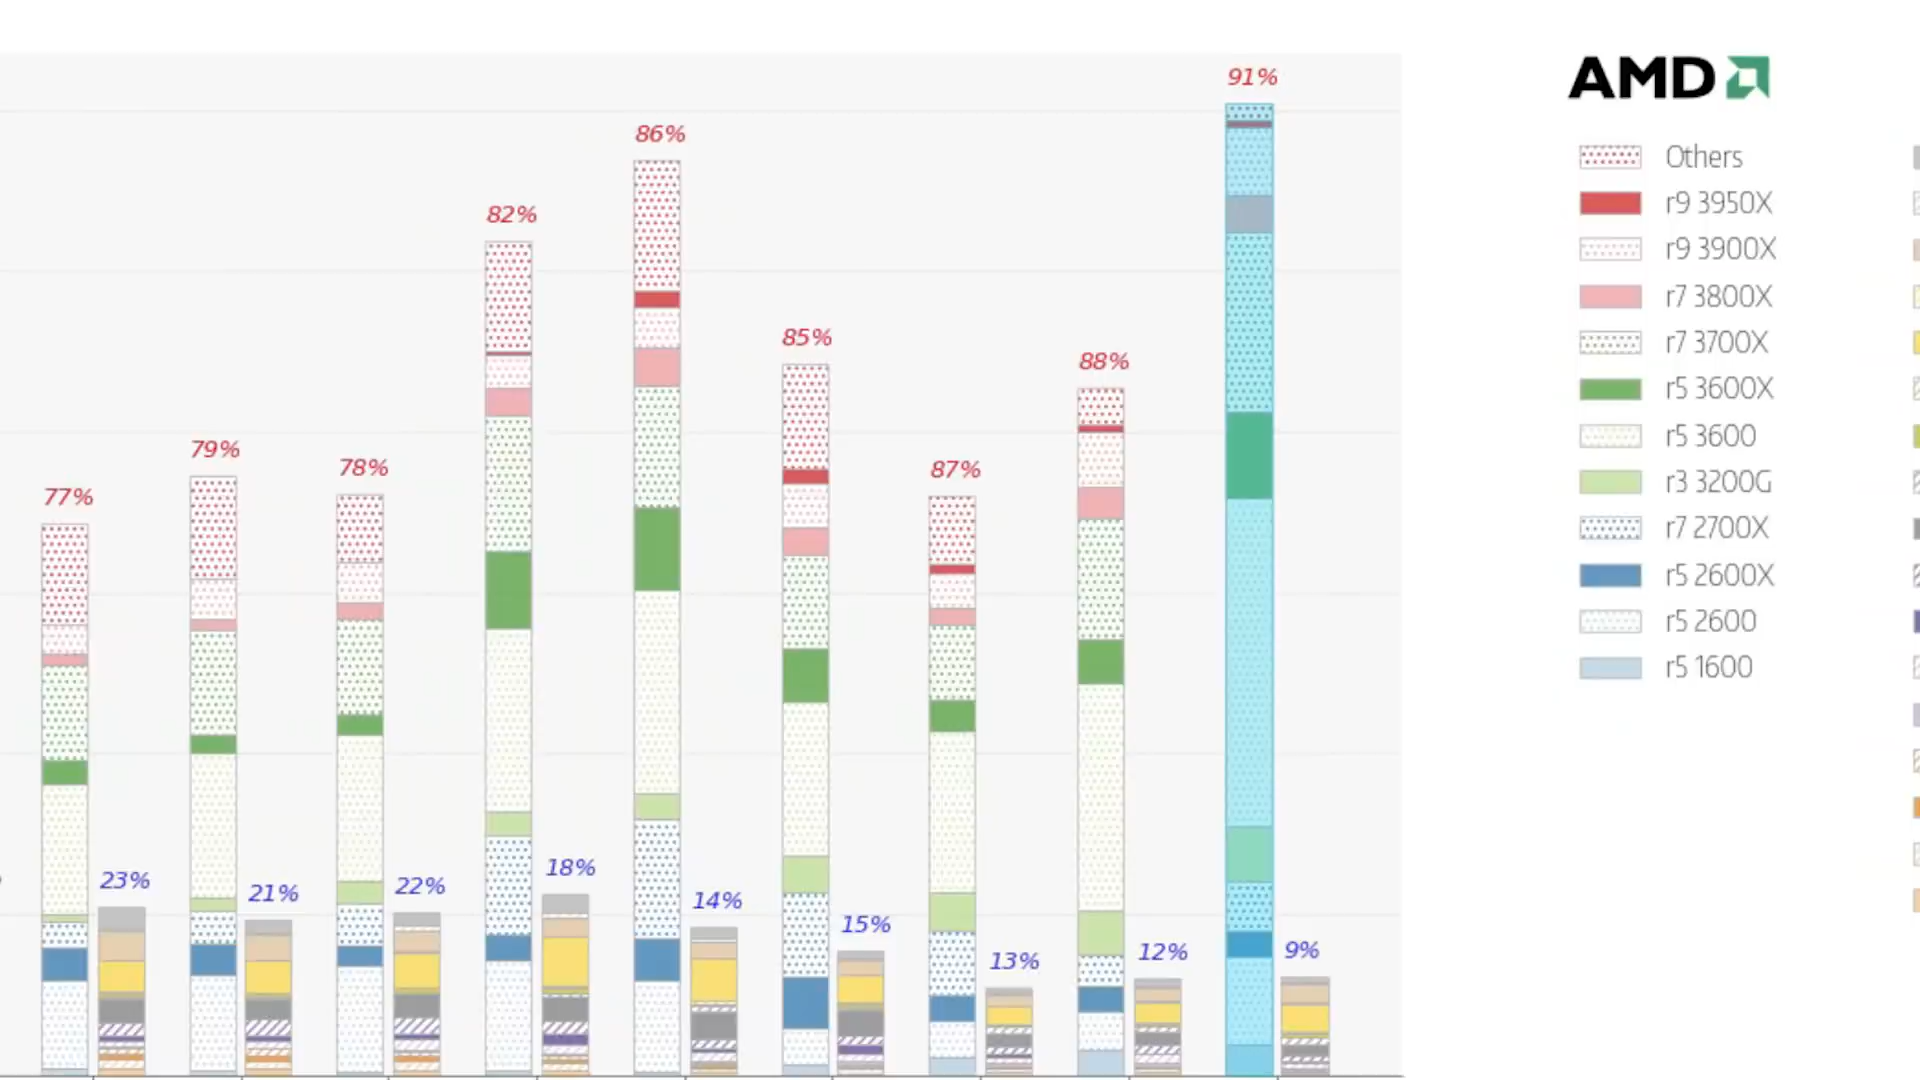 91%
86%
82%
85%
88%
79%
78%
87%
77%
23%
21%
22%
18%
14%
15%
13%
12%
9%
AMD
Others
r9 3950X
r9 3900X
r7 3800X
r7 3700X
r5 3600X
r5 3600
r3 3200G
r7 2700X
r5 2600X
r5 2600
r5 1600